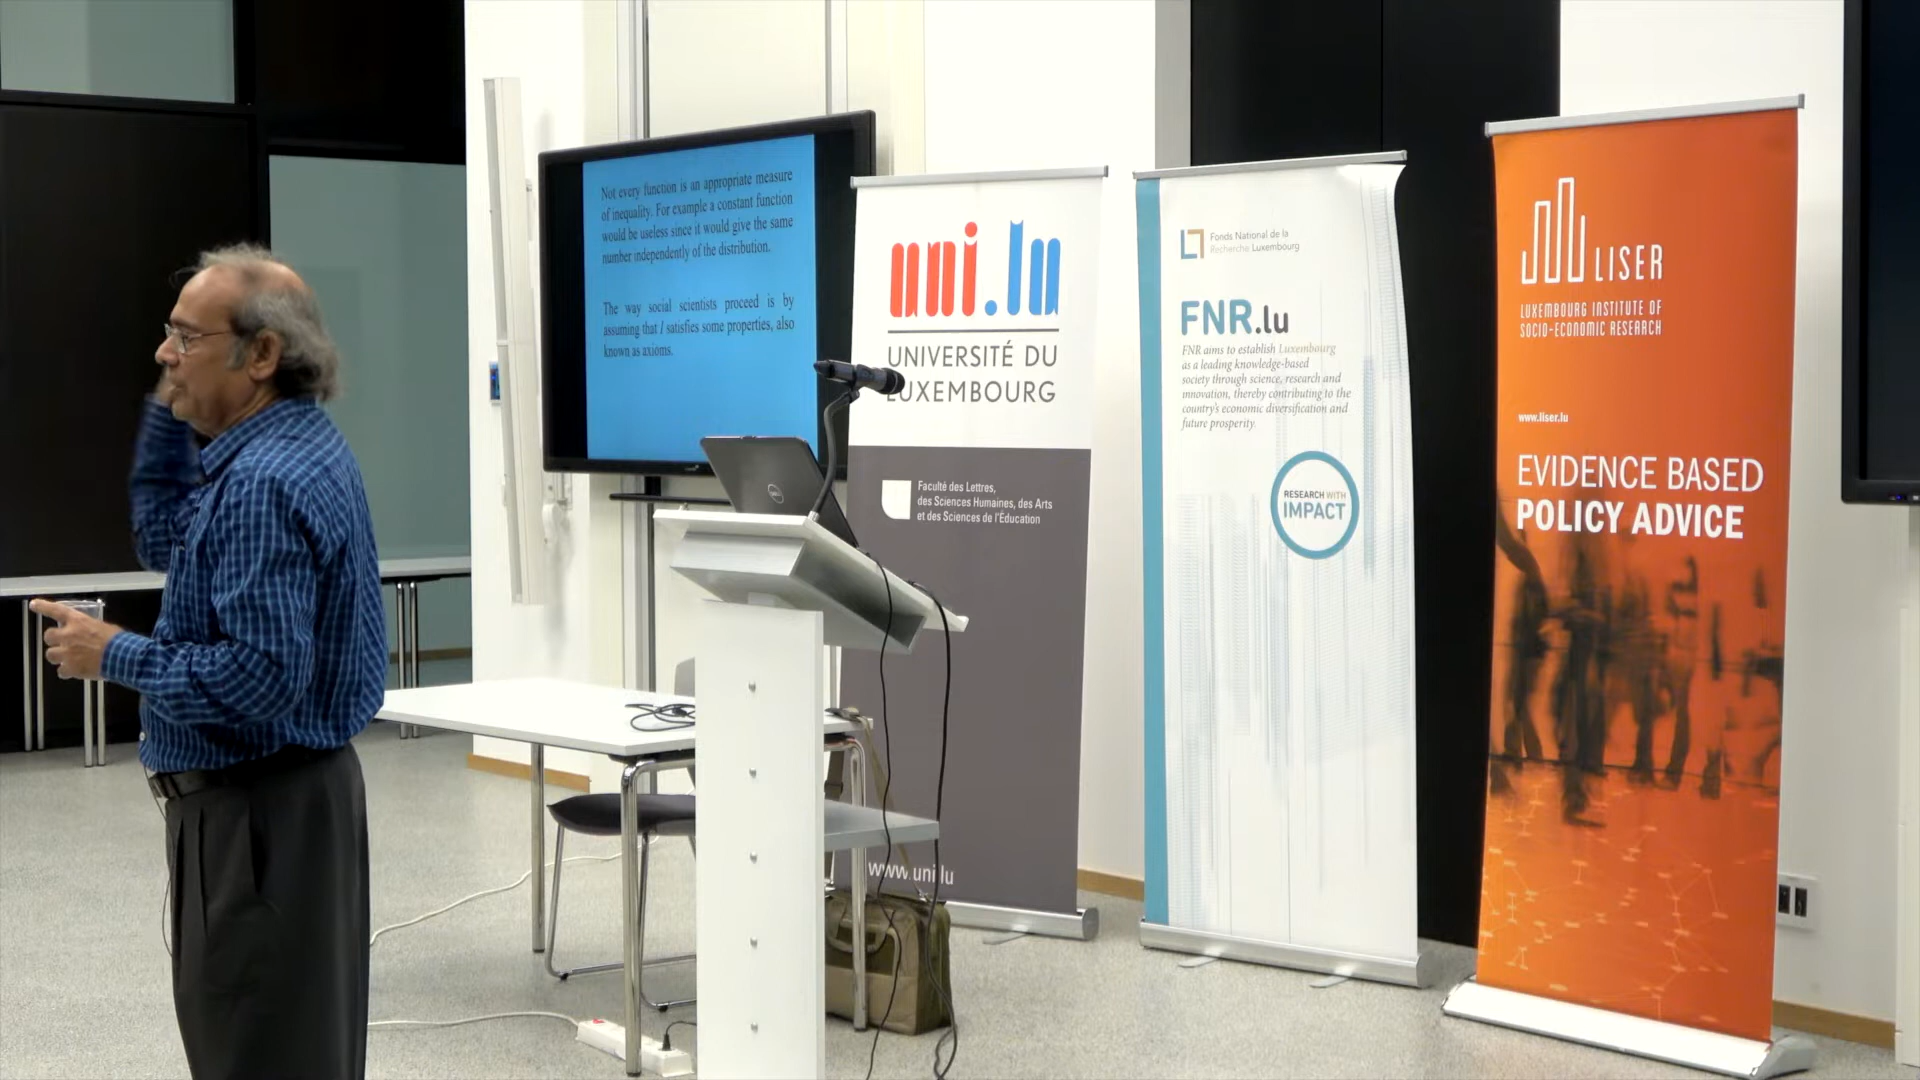 Not every function is an appropriate measure
of inequality. For example a constant function
would be useless since it would give the same
number independently of the distribution.
The way social scientists proceed is by
assuming that I satisfies some properties, also
known as axioms.
uni.lu
UNIVERSITÉ DU
LUXEMBOURG
Faculté des Lettres,
des Sciences Humaines, des Arts
et des Sciences de l'Éducation
www.uni.lu
Fonds National de la
Recherche Luxembourg
FNR.lu
FNR aims to establish Luxembourg
as a leading knowledge-based
society through science, research and
innovation, thereby contributing to the
country's economic diversification and
future prosperity.
RESEARCH WITH
IMPACT
LISER
LUXEMBOURG INSTITUTE OF
SOCIO-ECONOMIC RESEARCH
www.liser.lu
EVIDENCE BASED
POLICY ADVICE
DELL